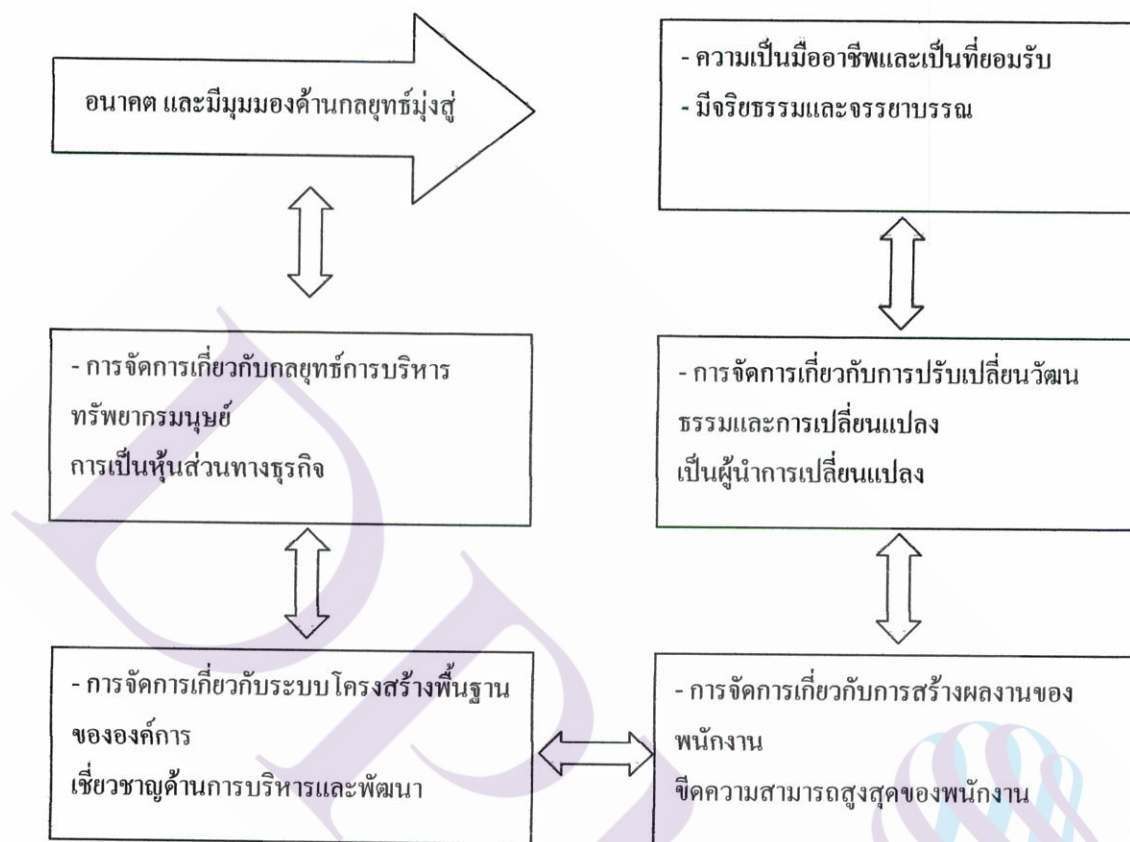 อนาคต และมีมุมมองด้านกลยุทธ์มุ่งสู่
- ความเป็นมืออาชีพและเป็นที่ยอมรับ
- มีจริยธรรมและจรรยาบรรณ
- การจัดการเกี่ยวกับกลยุทธ์การบริหาร
ทรัพยากรมนุษย์
การเป็นหุ้นส่วนทางธุรกิจ
- การจัดการเกี่ยวกับการปรับเปลี่ยนวัฒน
ธรรมและการเปลี่ยนแปลง
เป็นผู้นำการเปลี่ยนแปลง
- การจัดการเกี่ยวกับระบบโครงสร้างพื้นฐาน
ขององค์การ
เชี่ยวชาญด้านการบริหารและพัฒนา
- การจัดการเกี่ยวกับการสร้างผลงานของ
พนักงาน
ขีดความสามารถสูงสุดของพนักงาน